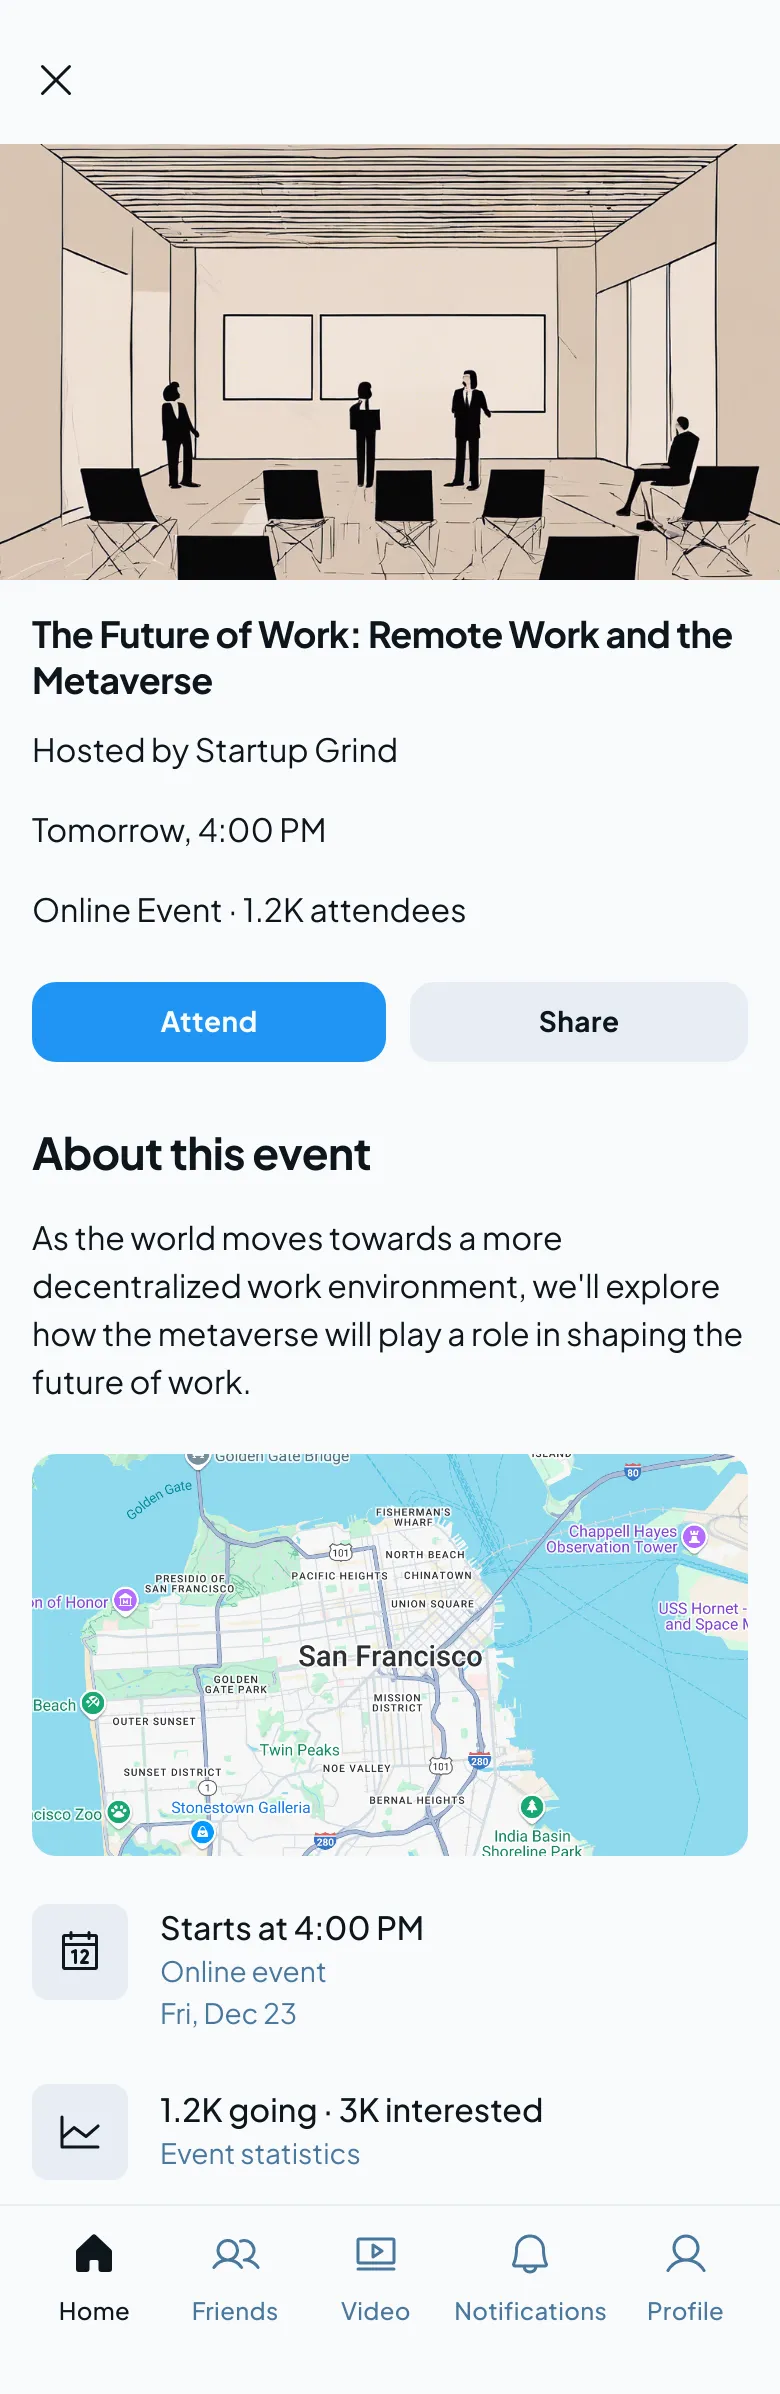 The Future of Work: Remote Work and the
Metaverse
Hosted by Startup Grind
Tomorrow, 4:00 PM
Online Event · 1.2K attendees
Attend
Share
About this event
As the world moves towards a more
decentralized work environment, we'll explore
how the metaverse will play a role in shaping the
future of work.
Golden Gate Bridge
ISLAND
80
Golden Gate
FISHERMAN'S
WHARF
Chappell Hayes
Observation Tower
101
NORTH BEACH
PRESIDIO OF
SAN FRANCISCO
PACIFIC HEIGHTS
CHINATOWN
on of Honor
UNION SQUARE
USS Hornet -
and Space
San Francisco
GOLDEN
GATE PARK
Beach
MISSION
DISTRICT
OUTER SUNSET
Twin Peaks
SUNSET DISTRICT
NOE VALLEY
101
280
1
BERNAL HEIGHTS
Stonestown Galleria
cisco Zoo
280
India Basin
Shoreline Park
12
Starts at 4:00 PM
Online event
Fri, Dec 23
1.2K going · 3K interested
Event statistics
Home
Friends
Video
Notifications
Profile